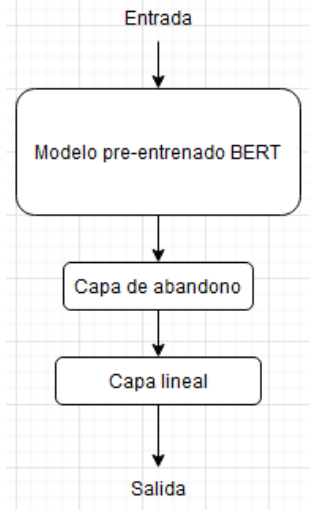 Entrada
Modelo pre-entrenado BERT
Capa de abandono
Capa lineal
Salida